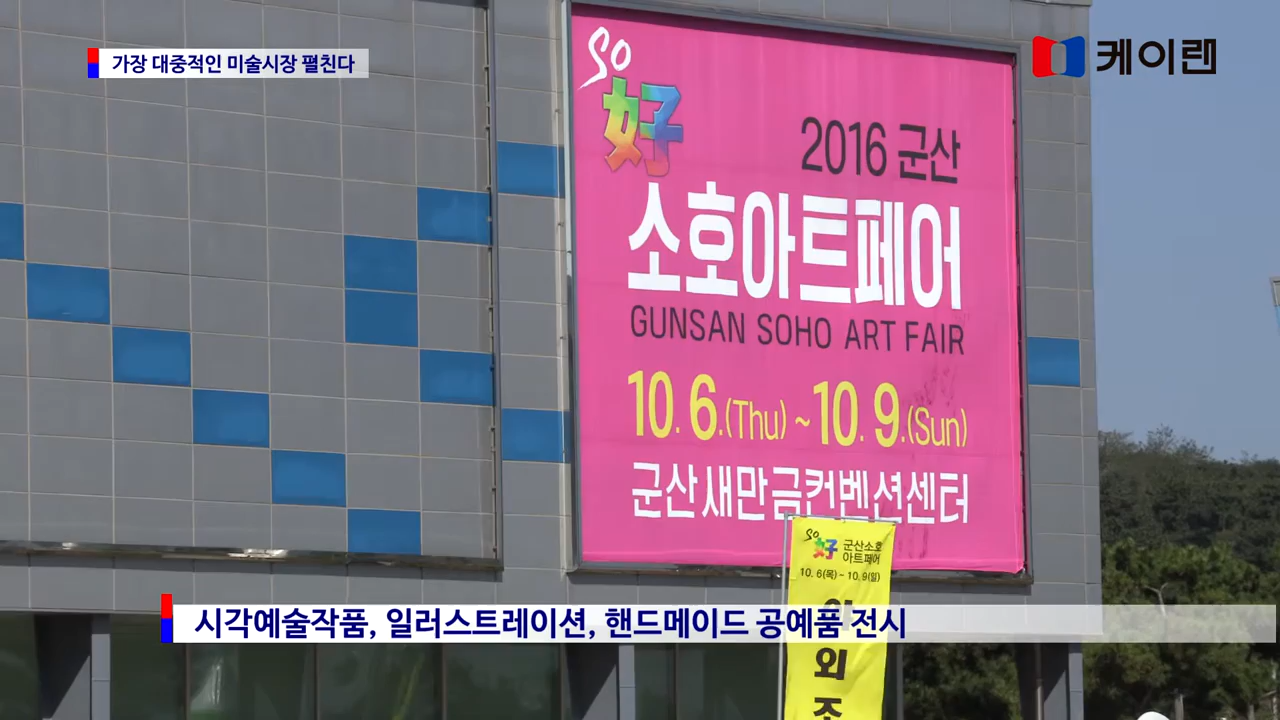 가장 대중적인 미술시장 펼친다
케이랜
so
好
2016 군산
소호아트페어
GUNSAN SOHO ART FAIR
10. 6.(Thu) ~ 10. 9.(Sun)
군산새만금컨벤션센터
so
好 군산소호
아트페어
10. 6(목) ~ 10. 9(일)
시각예술작품, 일러스트레이션, 핸드메이드 공예품 전시
외
조